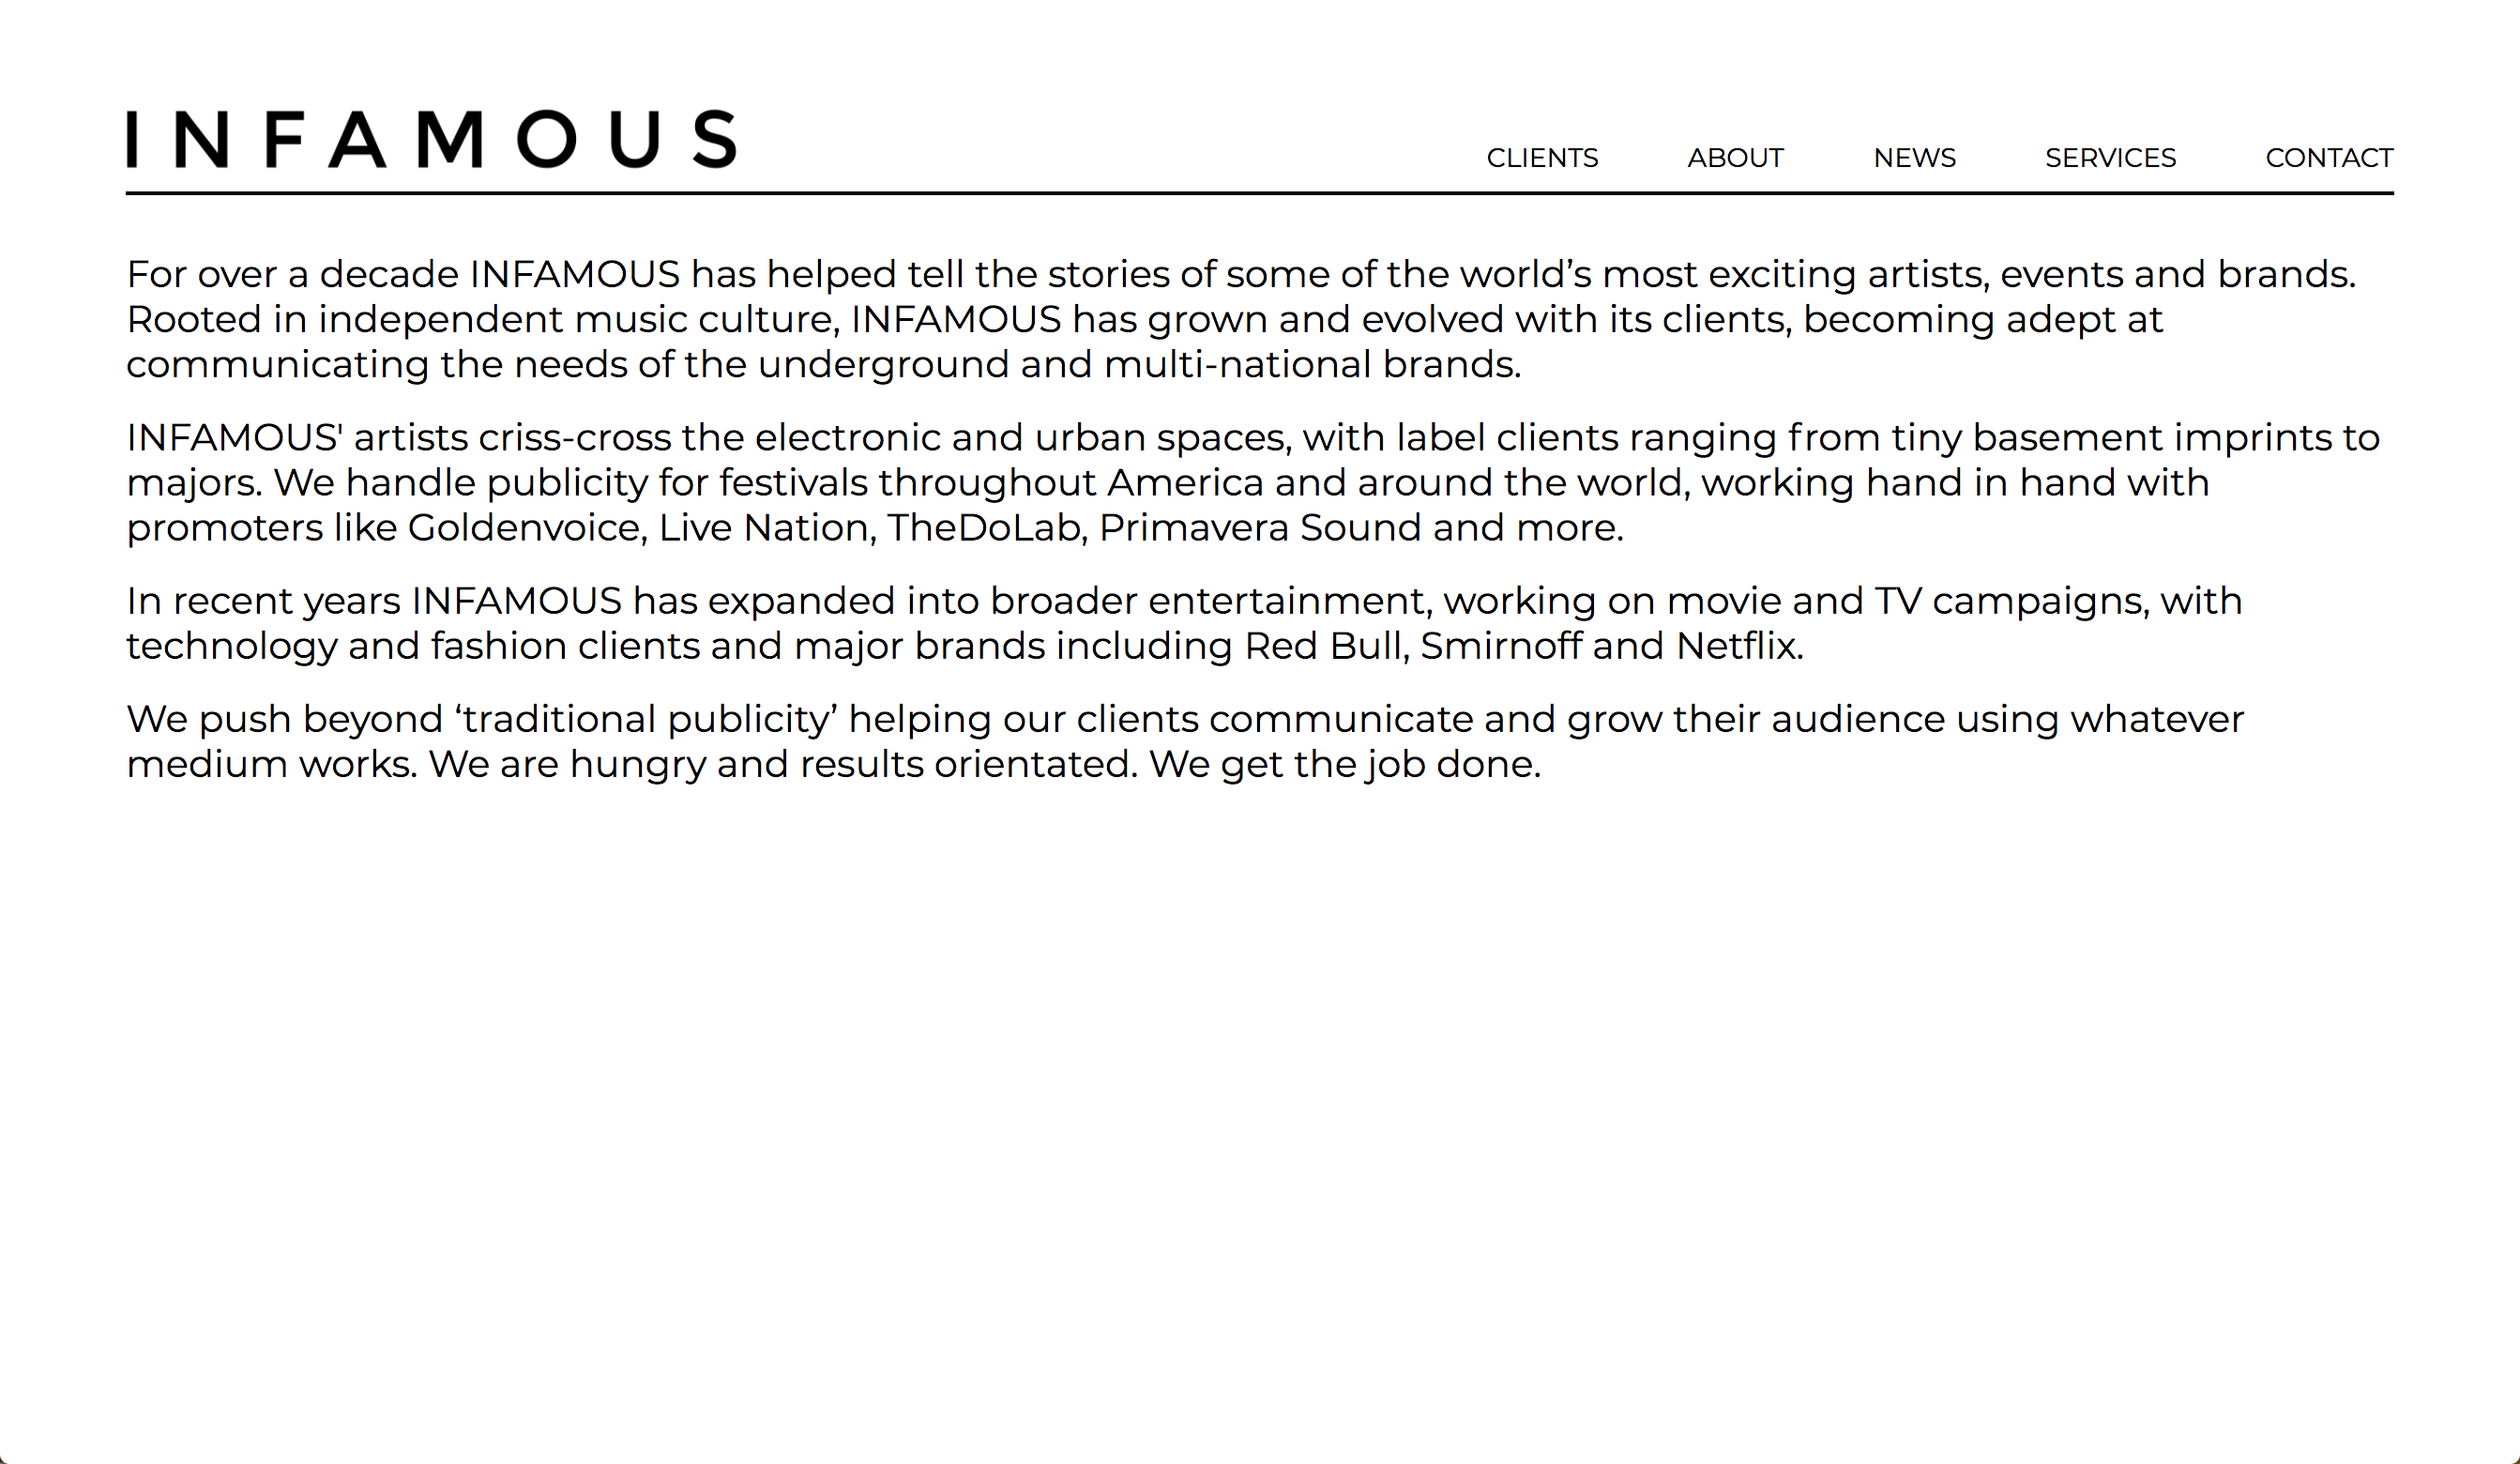 INFAMOUS
CLIENTS ABOUT NEWS SERVICES CONTACT
For over a decade INFAMOUS has helped tell the stories of some of the world’s most exciting artists, events and brands.
Rooted in independent music culture, INFAMOUS has grown and evolved with its clients, becoming adept at
communicating the needs of the underground and multi-national brands.
INFAMOUS' artists criss-cross the electronic and urban spaces, with label clients ranging from tiny basement imprints to
majors. We handle publicity for festivals throughout America and around the world, working hand in hand with
promoters like Goldenvoice, Live Nation, TheDoLab, Primavera Sound and more.
In recent years INFAMOUS has expanded into broader entertainment, working on movie and TV campaigns, with
technology and fashion clients and major brands including Red Bull, Smirnoff and Netflix.
We push beyond ‘traditional publicity’ helping our clients communicate and grow their audience using whatever
medium works. We are hungry and results orientated. We get the job done.